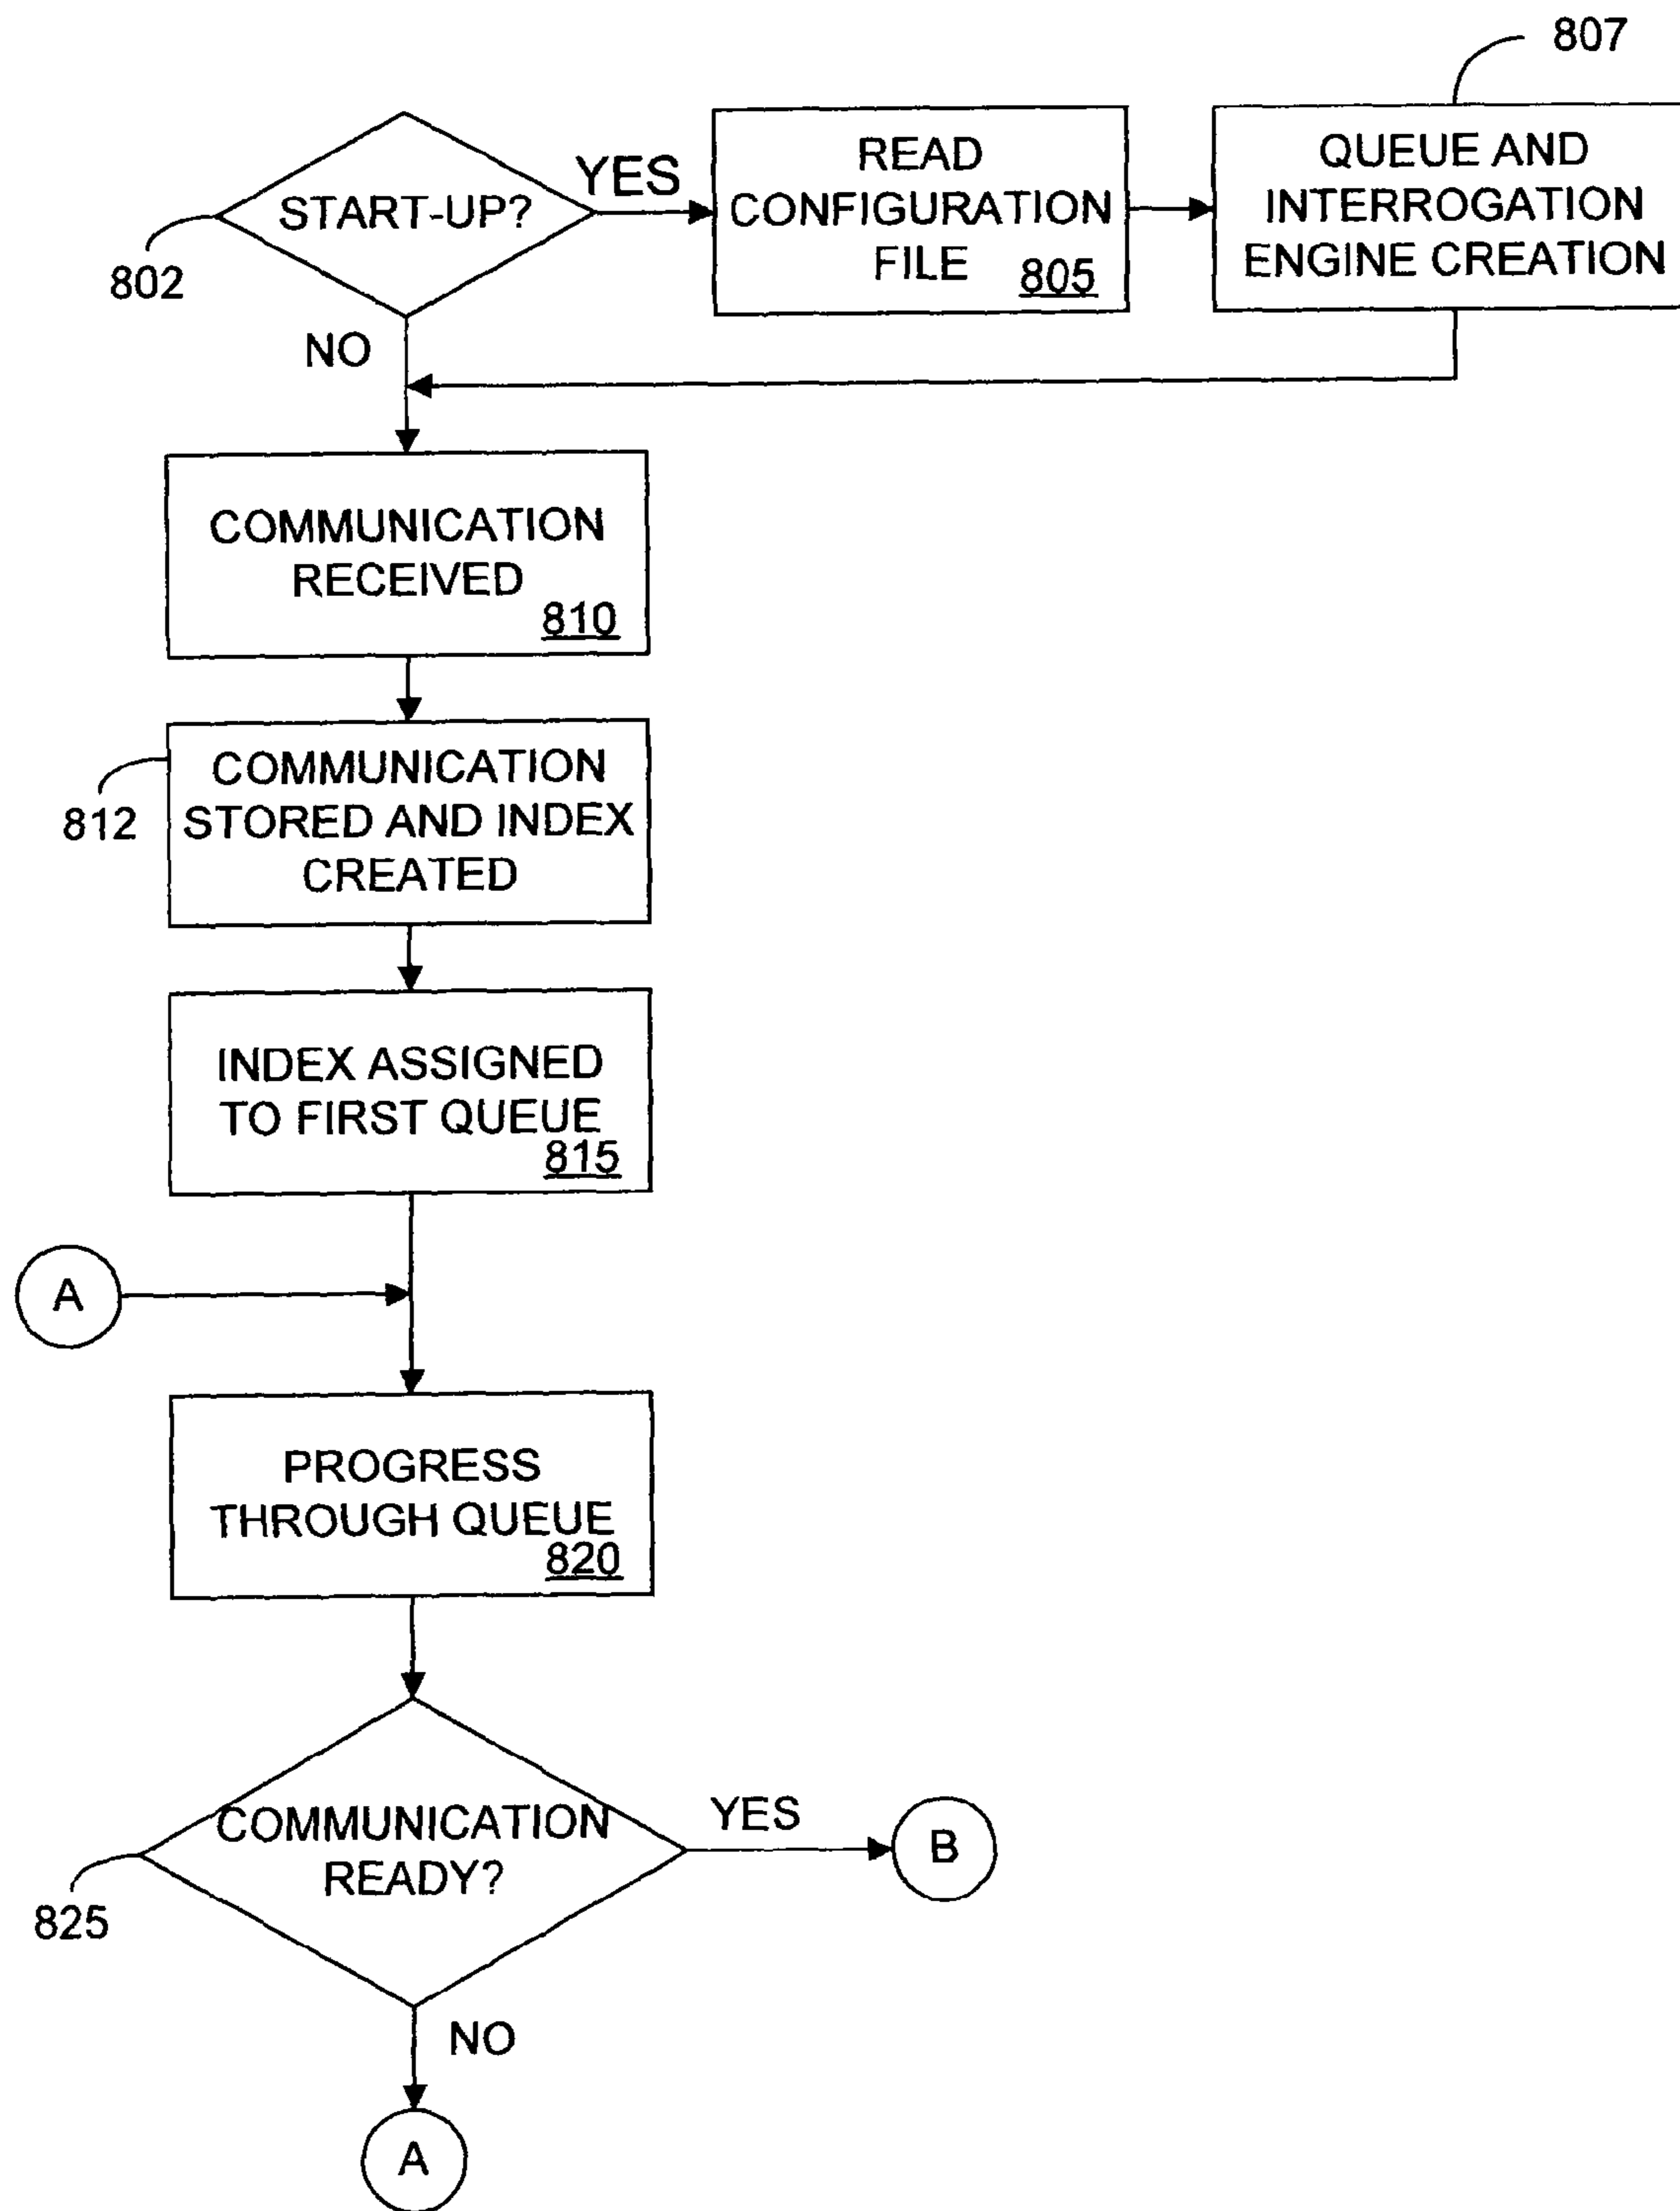 807
START-UP?
802
YES
NO
READ
CONFIGURATION
FILE 805
QUEUE AND
INTERROGATION
ENGINE CREATION
COMMUNICATION
RECEIVED
810
COMMUNICATION
STORED AND INDEX
CREATED
812
INDEX ASSIGNED
TO FIRST QUEUE
815
A
PROGRESS
THROUGH QUEUE
820
COMMUNICATION
READY?
825
YES
B
NO
A